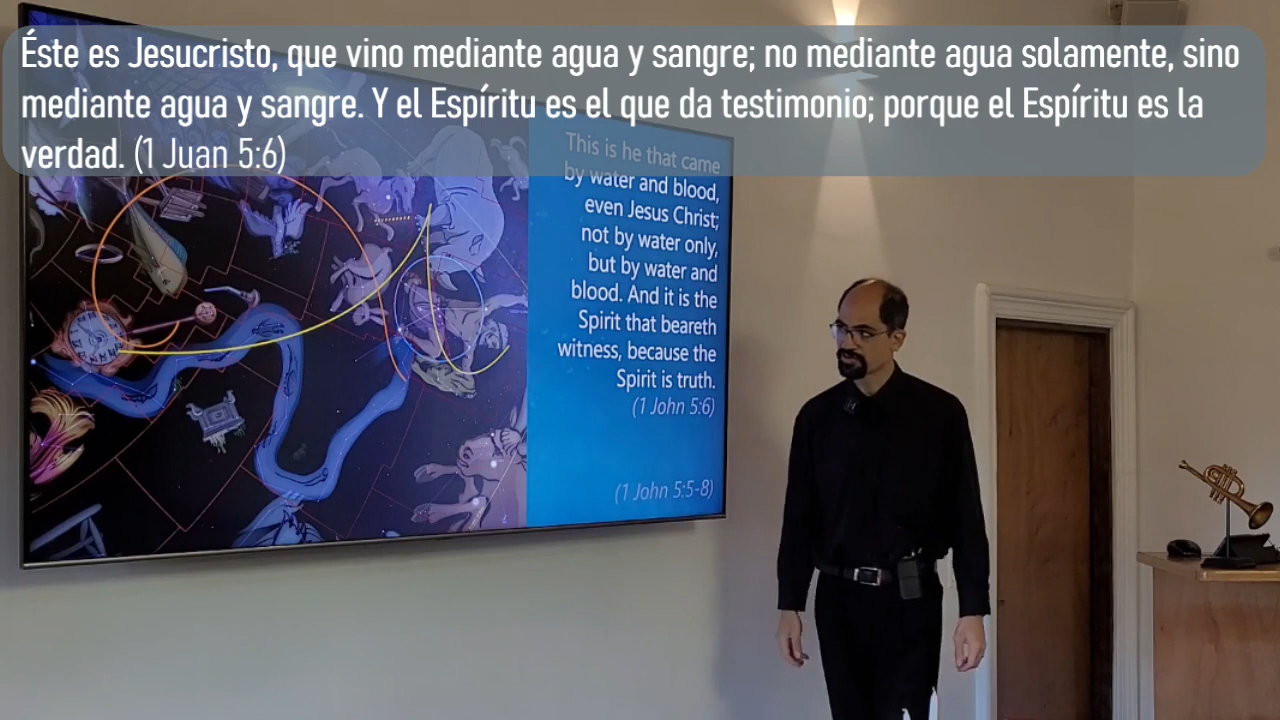 Éste es Jesucristo, que vino mediante agua y sangre; no mediante agua solamente, sino
mediante agua y sangre. Y el Espíritu es el que da testimonio; porque el Espíritu es la
verdad. (1 Juan 5:6)
This is he that came
by water and blood,
even Jesus Christ;
not by water only,
but by water and
blood. And it is the
Spirit that beareth
witness, because the
Spirit is truth.
(1 John 5:6)
(1 John 5:5-8)